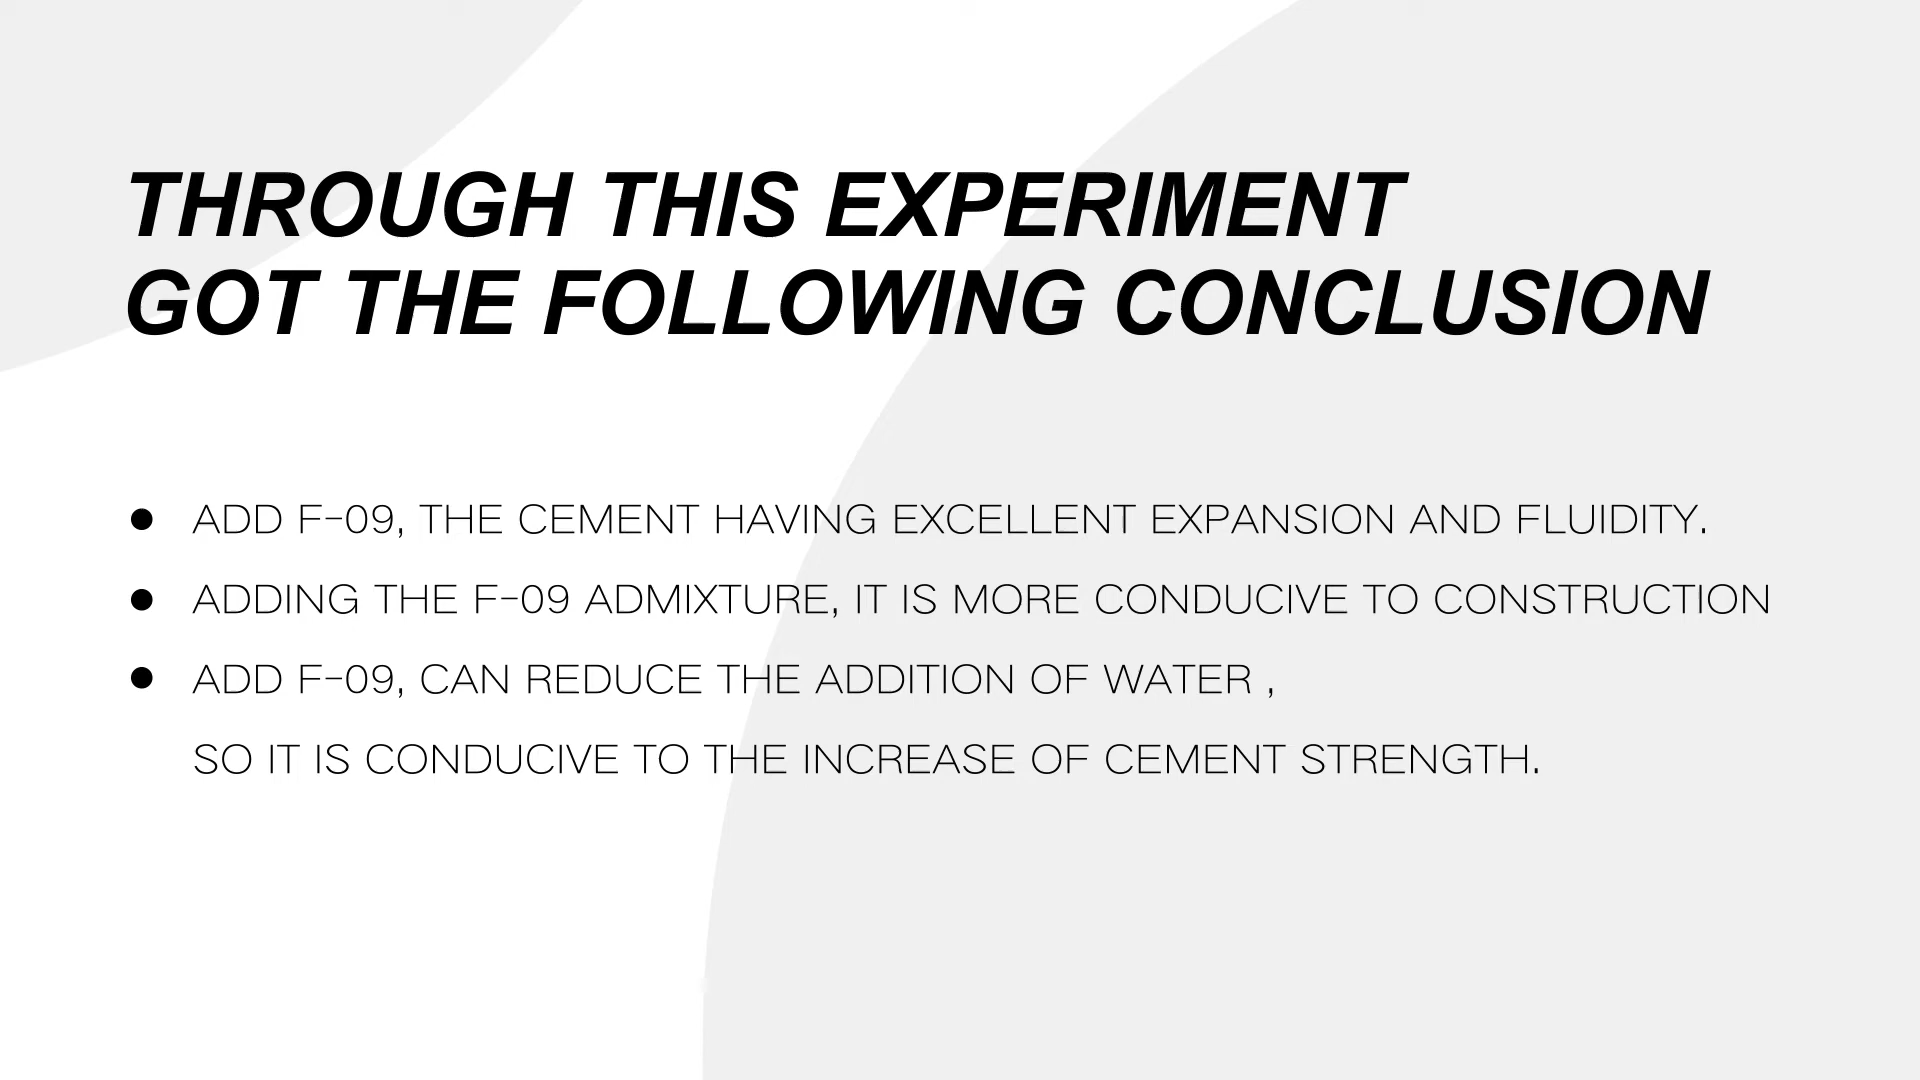 THROUGH THIS EXPERIMENT
GOT THE FOLLOWING CONCLUSION
● ADD F-09, THE CEMENT HAVING EXCELLENT EXPANSION AND FLUIDITY.
● ADDING THE F-09 ADMIXTURE, IT IS MORE CONDUCIVE TO CONSTRUCTION
● ADD F-09, CAN REDUCE THE ADDITION OF WATER ,
SO IT IS CONDUCIVE TO THE INCREASE OF CEMENT STRENGTH.